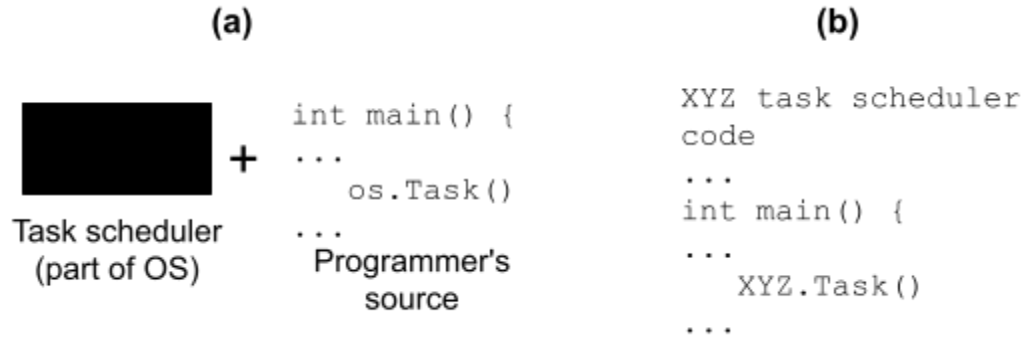 (a)
int main() {
...
os.Task()
...
+
Task scheduler
(part of OS)
Programmer's
source
(b)
XYZ task scheduler
code
...
int main() {
...
XYZ.Task()
...